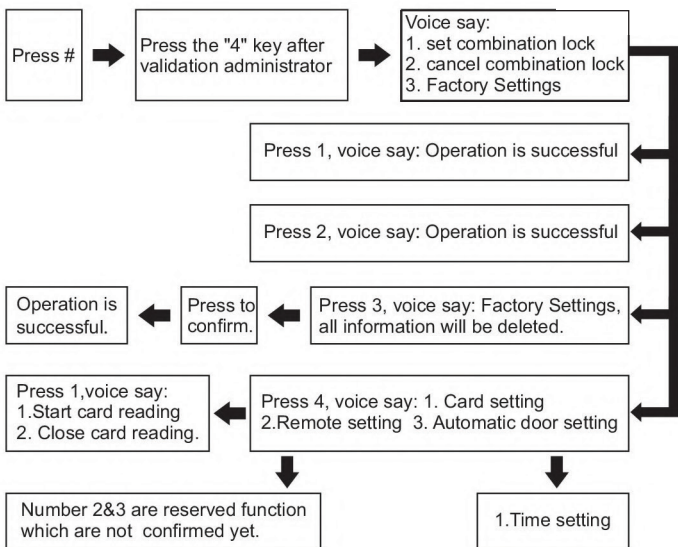 Press #
Press the "4" key after
validation administrator
Voice say:
1. set combination lock
2. cancel combination lock
3. Factory Settings
Press 1, voice say: Operation is successful
Press 2, voice say: Operation is successful
Press 3, voice say: Factory Settings,
all information will be deleted.
Press to
confirm.
Operation is
successful.
Press 4, voice say: 1. Card setting
2.Remote setting 3. Automatic door setting
Press 1,voice say:
1.Start card reading
2. Close card reading.
Number 2&3 are reserved function
which are not confirmed yet.
1.Time setting